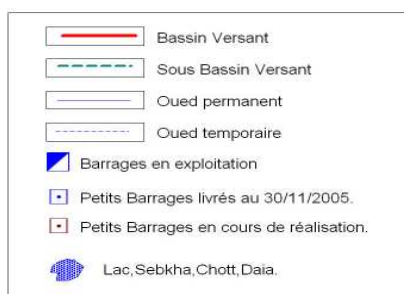 Bassin Versant
Sous Bassin Versant
Oued permanent
Oued temporaire
Barrages en exploitation
Petits Barrages livrés au 30/11/2005.
Petits Barrages en cours de réalisation.
Lac,Sebkha,Chott,Daia.